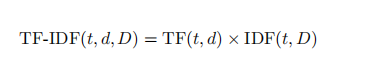 TF-IDF(t, d, D) = TF(t, d) × IDF(t, D)